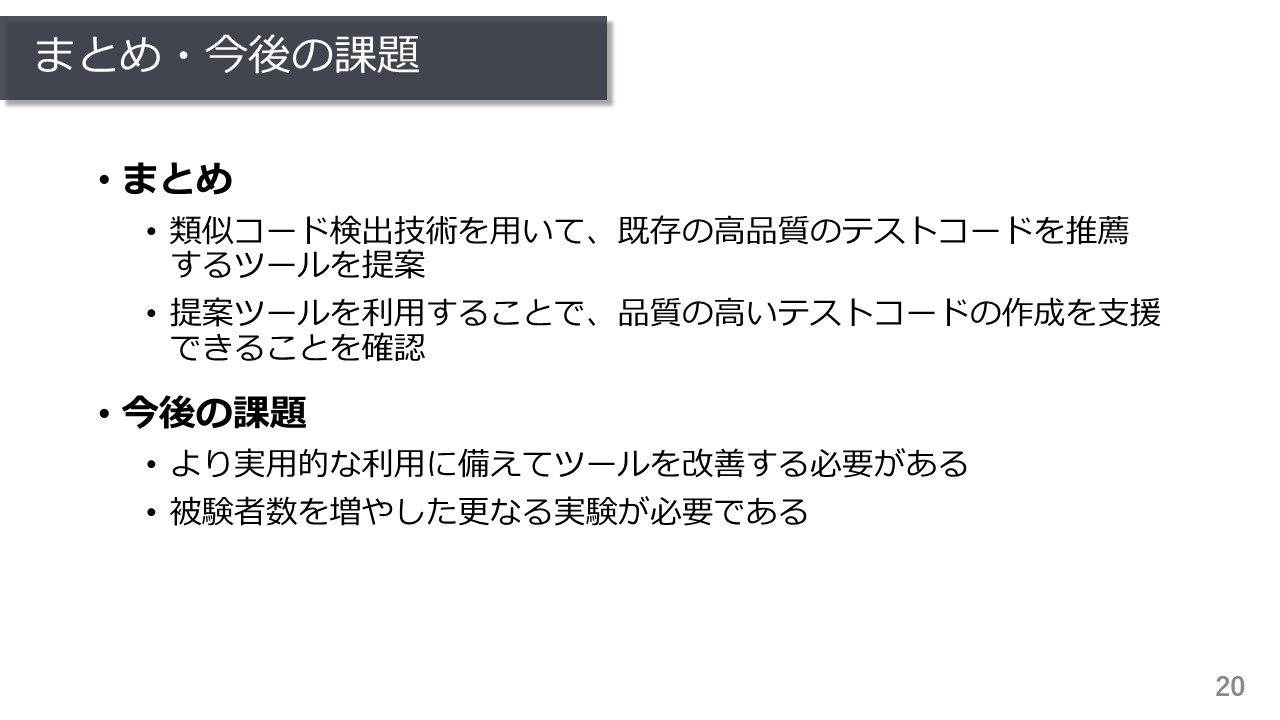 まとめ・今後の課題
• まとめ
• 類似コード検出技術を用いて、既存の高品質のテストコードを推薦
するツールを提案
• 提案ツールを利用することで、品質の高いテストコードの作成を支援
できることを確認
• 今後の課題
• より実用的な利用に備えてツールを改善する必要がある
• 被験者数を増やした更なる実験が必要である
20